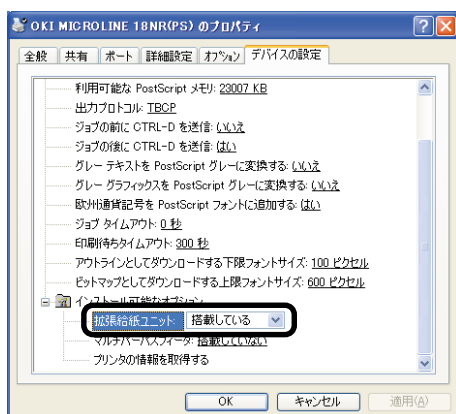 OKI MICROLINE 18NR(PS) のプロパティ
全般 共有 ポート 詳細設定 オプション デバイスの設定
利用可能な PostScript メモリ: 23007 KB
出力プロトコル: TBCP
ジョブの前に CTRL-D を送信: いいえ
ジョブの後に CTRL-D を送信: はい
グレー テキストを PostScript グレーに変換する: いいえ
グレー グラフィックスを PostScript グレーに変換する: いいえ
欧州通貨記号を PostScript フォントに追加する: はい
ジョブ タイムアウト: 0 秒
印刷待ちタイムアウト: 300 秒
アウトラインとしてダウンロードする下限フォントサイズ: 100 ピクセル
ビットマップとしてダウンロードする上限フォントサイズ: 600 ピクセル
インストール可能なオプション
拡張給紙ユニット: 搭載している
マルチパーパスフィーダ: 搭載していない
プリンタの情報を取得する
OK キャンセル 適用(A)